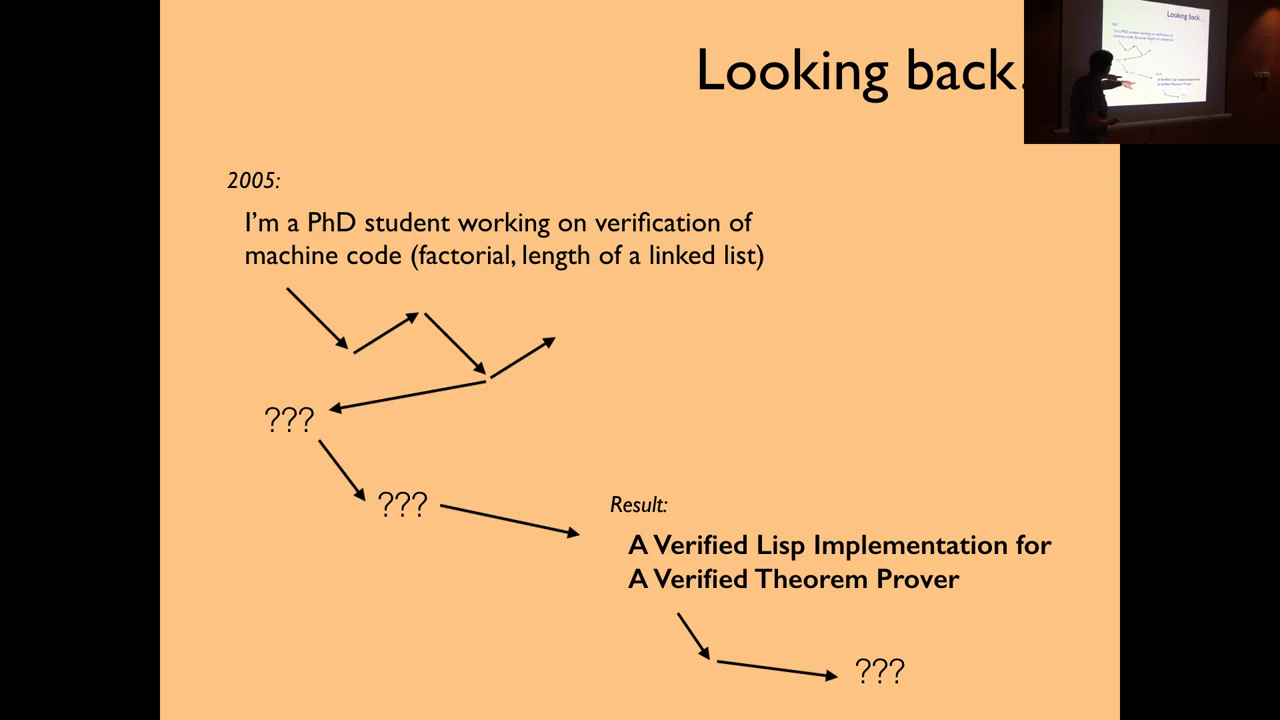 Looking back.
2005:
I'm a PhD student working on verification of
machine code (factorial, length of a linked list)
???
???
Result:
A Verified Lisp Implementation for
A Verified Theorem Prover
???
Looking back